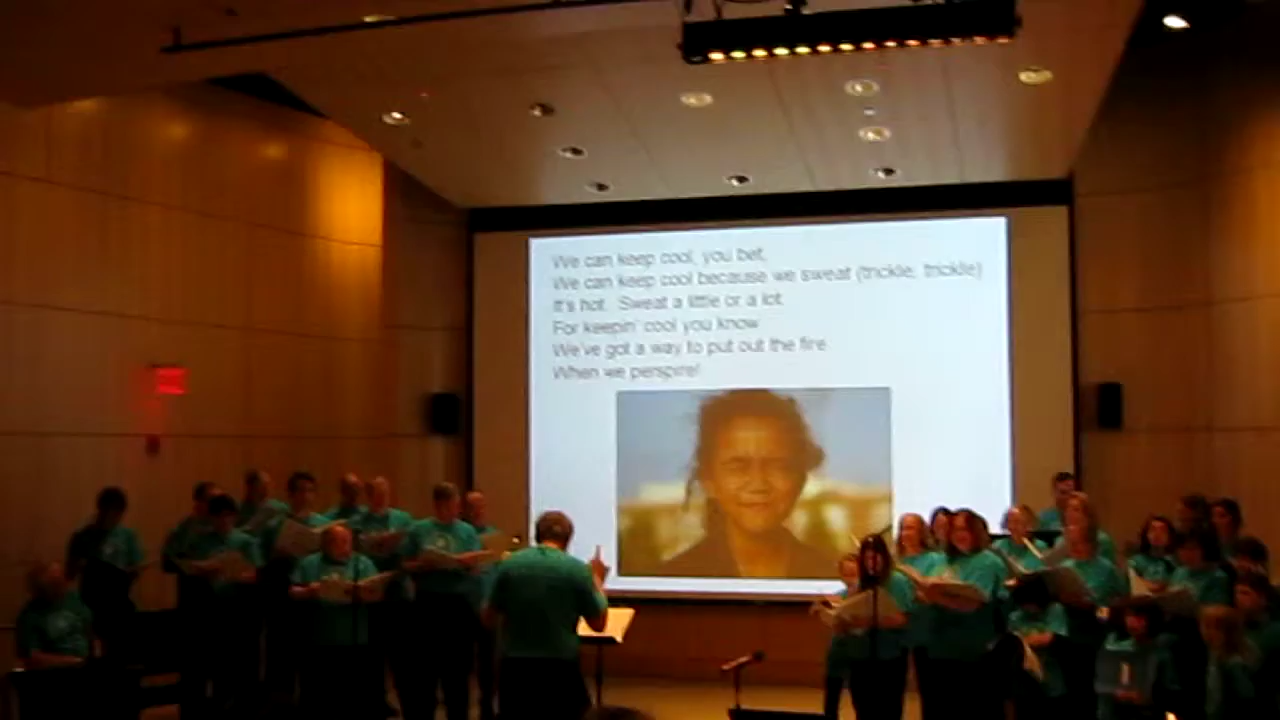 We can keep cool, you bet,
We can keep cool because we sweat (trickle, trickle)
It's hot. Sweat a little or a lot
For keepin' cool you know
We've got a way to put out the fire
When we perspire!